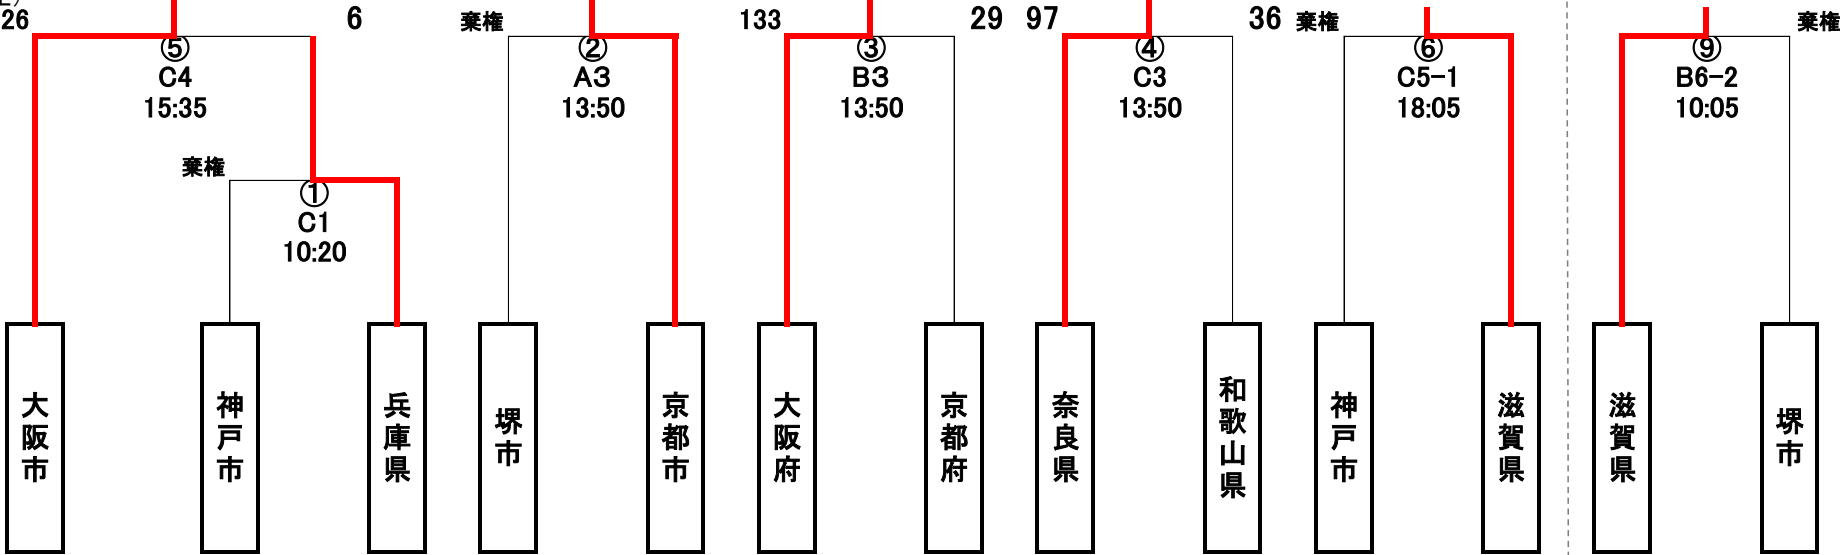 26
6
棄権
133
29
97
36
棄権
棄権
⑤
C4
15:35
②
A3
13:50
③
B3
13:50
④
C3
13:50
⑥
C5-1
18:05
⑨
B6-2
10:05
棄権
①
C1
10:20
大阪市
神戸市
兵庫県
堺市
京都市
大阪府
京都府
奈良県
和歌山県
神戸市
滋賀県
滋賀県
堺市